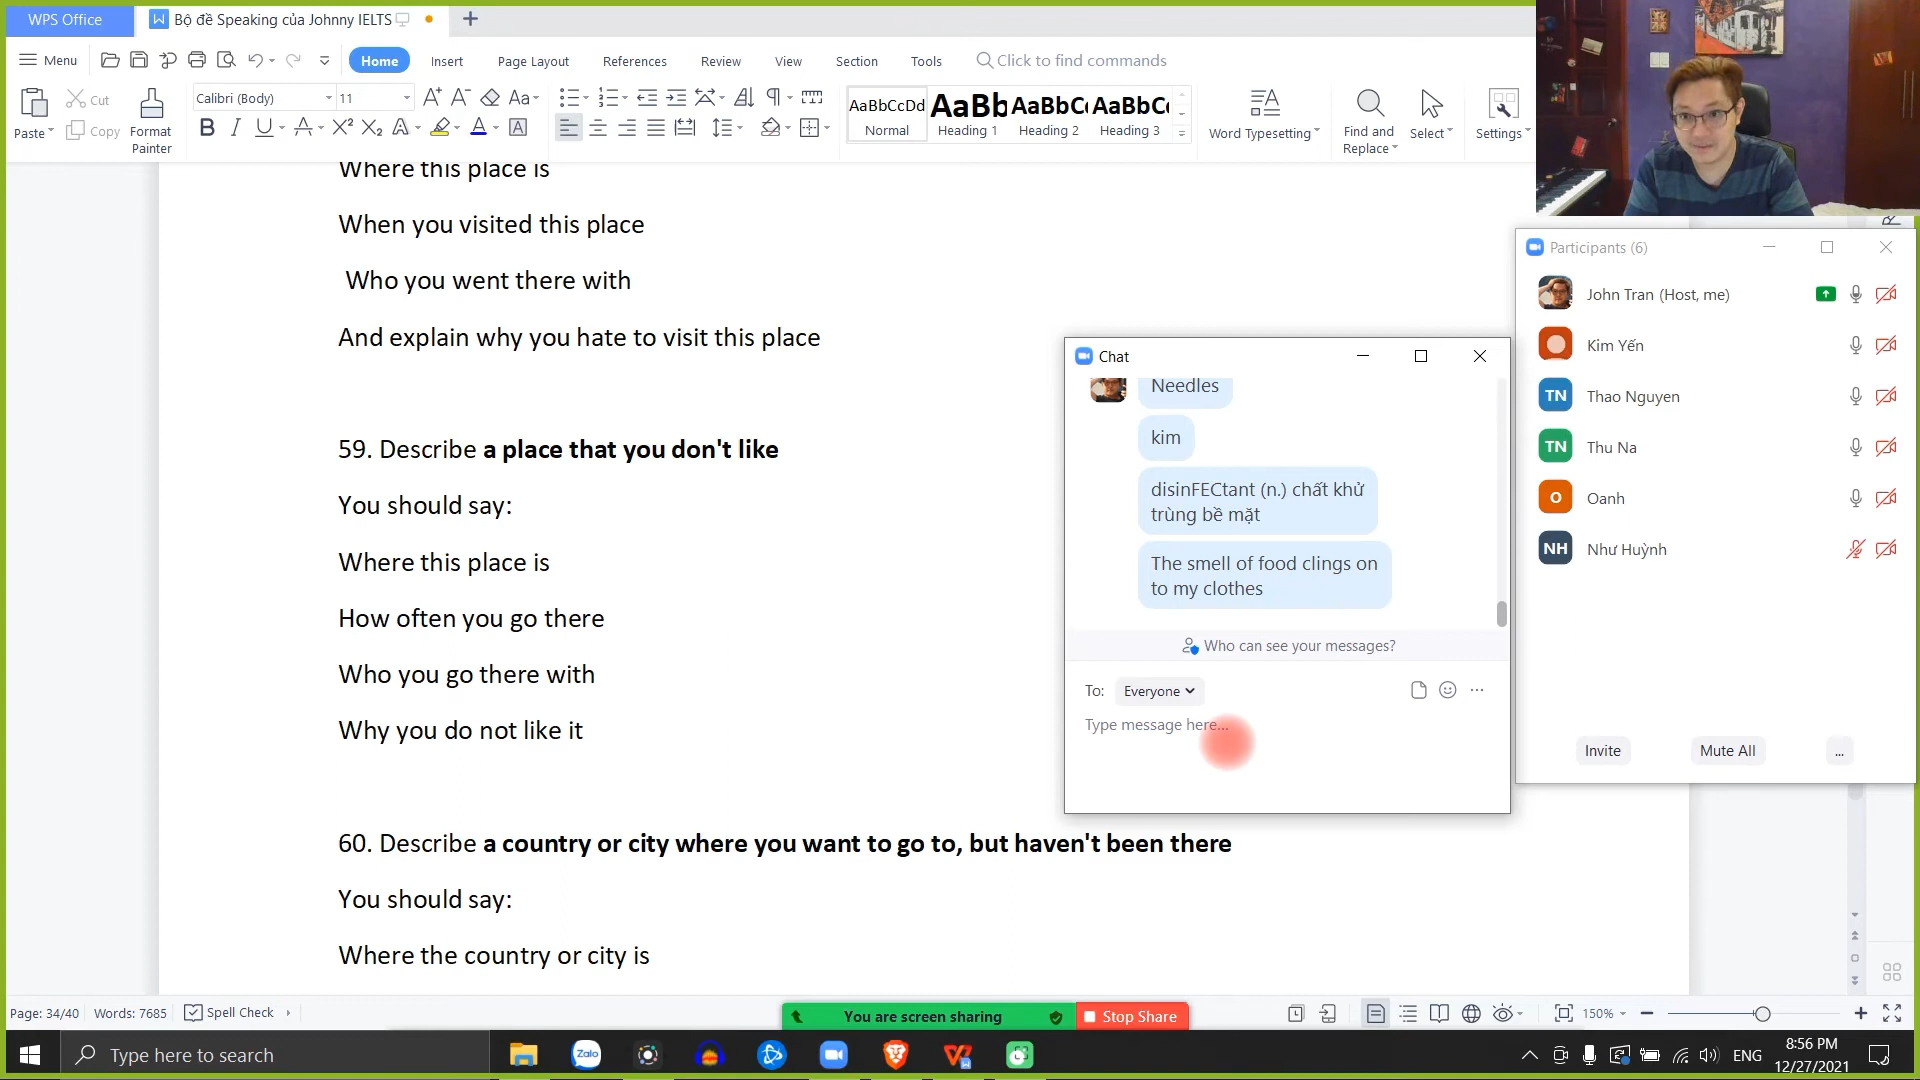 WPS Office
Bộ đề Speaking của Johnny IELTS
Menu
Home
Insert
Page Layout
References
Review
View
Section
Tools
Click to find commands
Paste
Cut
Copy
Format Painter
Calibri (Body)
11
AaBbCcDd
Normal
AaBb
Heading 1
AaBbC
Heading 2
AaBbC
Heading 3
Word Typesetting
Find and Replace
Select
Settings
Where this place is
When you visited this place
Who you went there with
And explain why you hate to visit this place
59. Describe a place that you don't like
You should say:
Where this place is
How often you go there
Who you go there with
Why you do not like it
60. Describe a country or city where you want to go to, but haven't been there
You should say:
Where the country or city is
Chat
Needles
kim
disinFECtant (n.) chất khử
trùng bề mặt
The smell of food clings on
to my clothes
Who can see your messages?
To: Everyone
Type message here...
Participants (6)
John Tran (Host, me)
Kim Yến
TN Thao Nguyen
TN Thu Na
O Oanh
NH Như Huỳnh
Invite
Mute All
...
Page: 34/40
Words: 7685
Spell Check
You are screen sharing
Stop Share
150%
Type here to search
Zalo
ENG
8:56 PM
12/27/2021